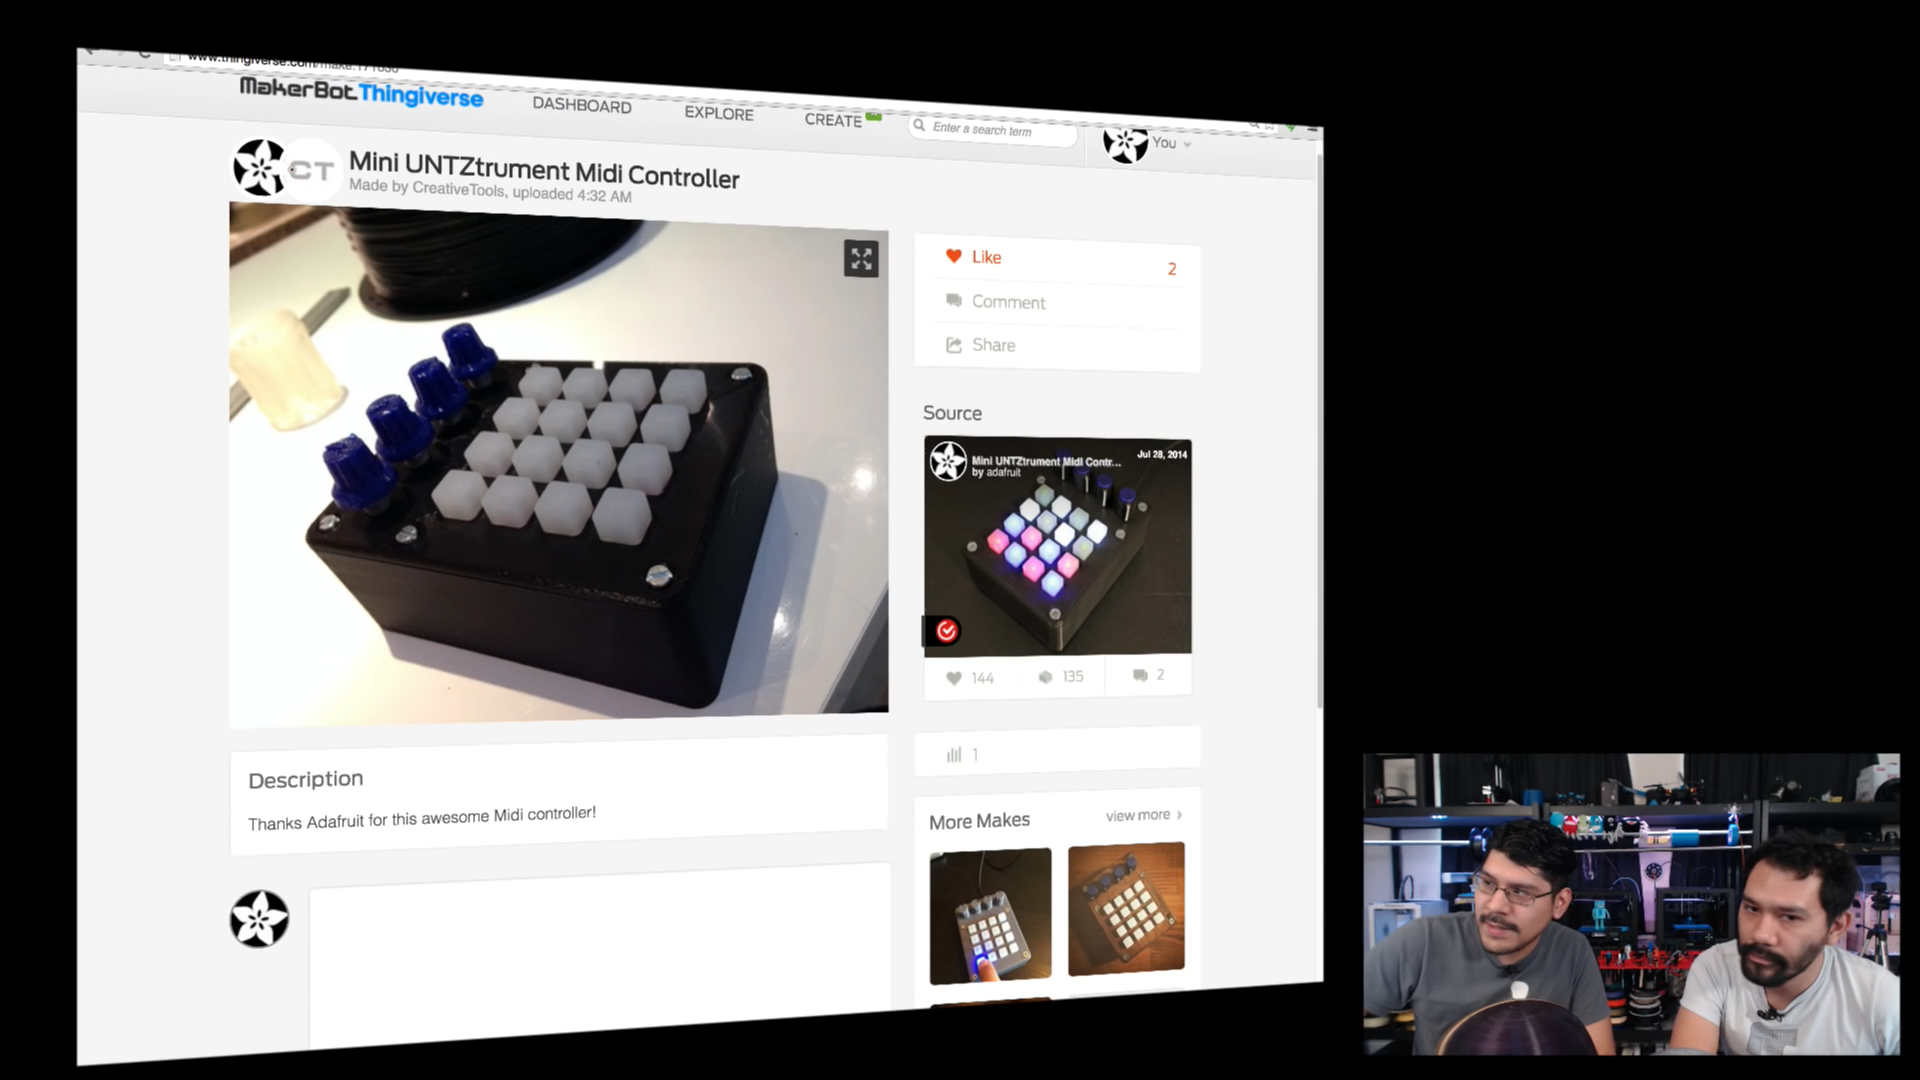 MakerBot Thingiverse
DASHBOARD
EXPLORE
CREATE
Enter a search term
You
CT
Mini UNTZtrument Midi Controller
Made by CreativeTools, uploaded 4:32 AM
Like
2
Comment
Share
Source
Mini UNTZtrument Midi Contr...
by adafruit
Jul 28, 2014
144
135
2
1
Description
Thanks Adafruit for this awesome Midi controller!
More Makes
view more